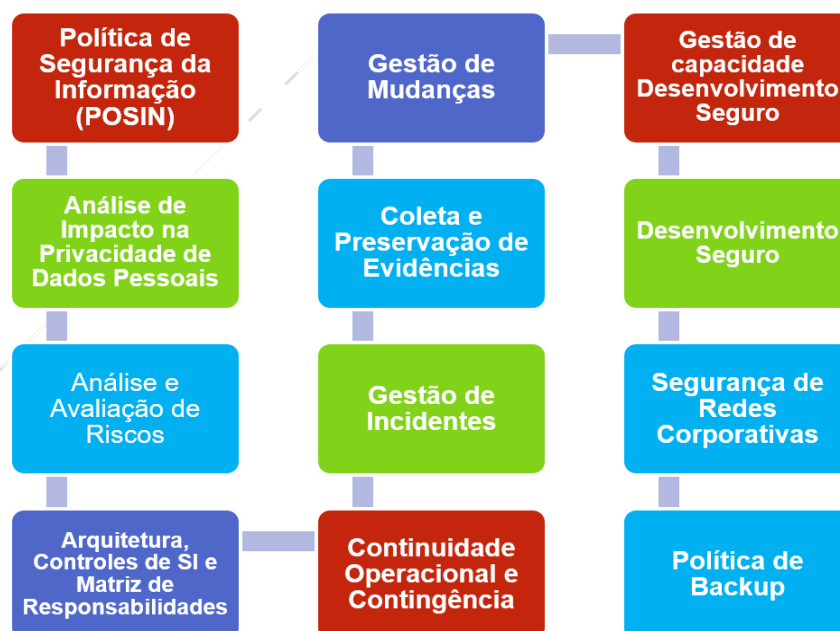 Política de
Segurança da
Informação
(POSIN)
Análise de
Impacto na
Privacidade de
Dados Pessoais
Análise e
Avaliação de
Riscos
Arquitetura,
Controles de SI e
Matriz de
Responsabilidades
Continuidade
Operacional e
Contingência
Gestão de
Incidentes
Coleta e
Preservação de
Evidências
Gestão de
Mudanças
Gestão de
capacidade
Desenvolvimento
Seguro
Desenvolvimento
Seguro
Segurança de
Redes
Corporativas
Política de
Backup